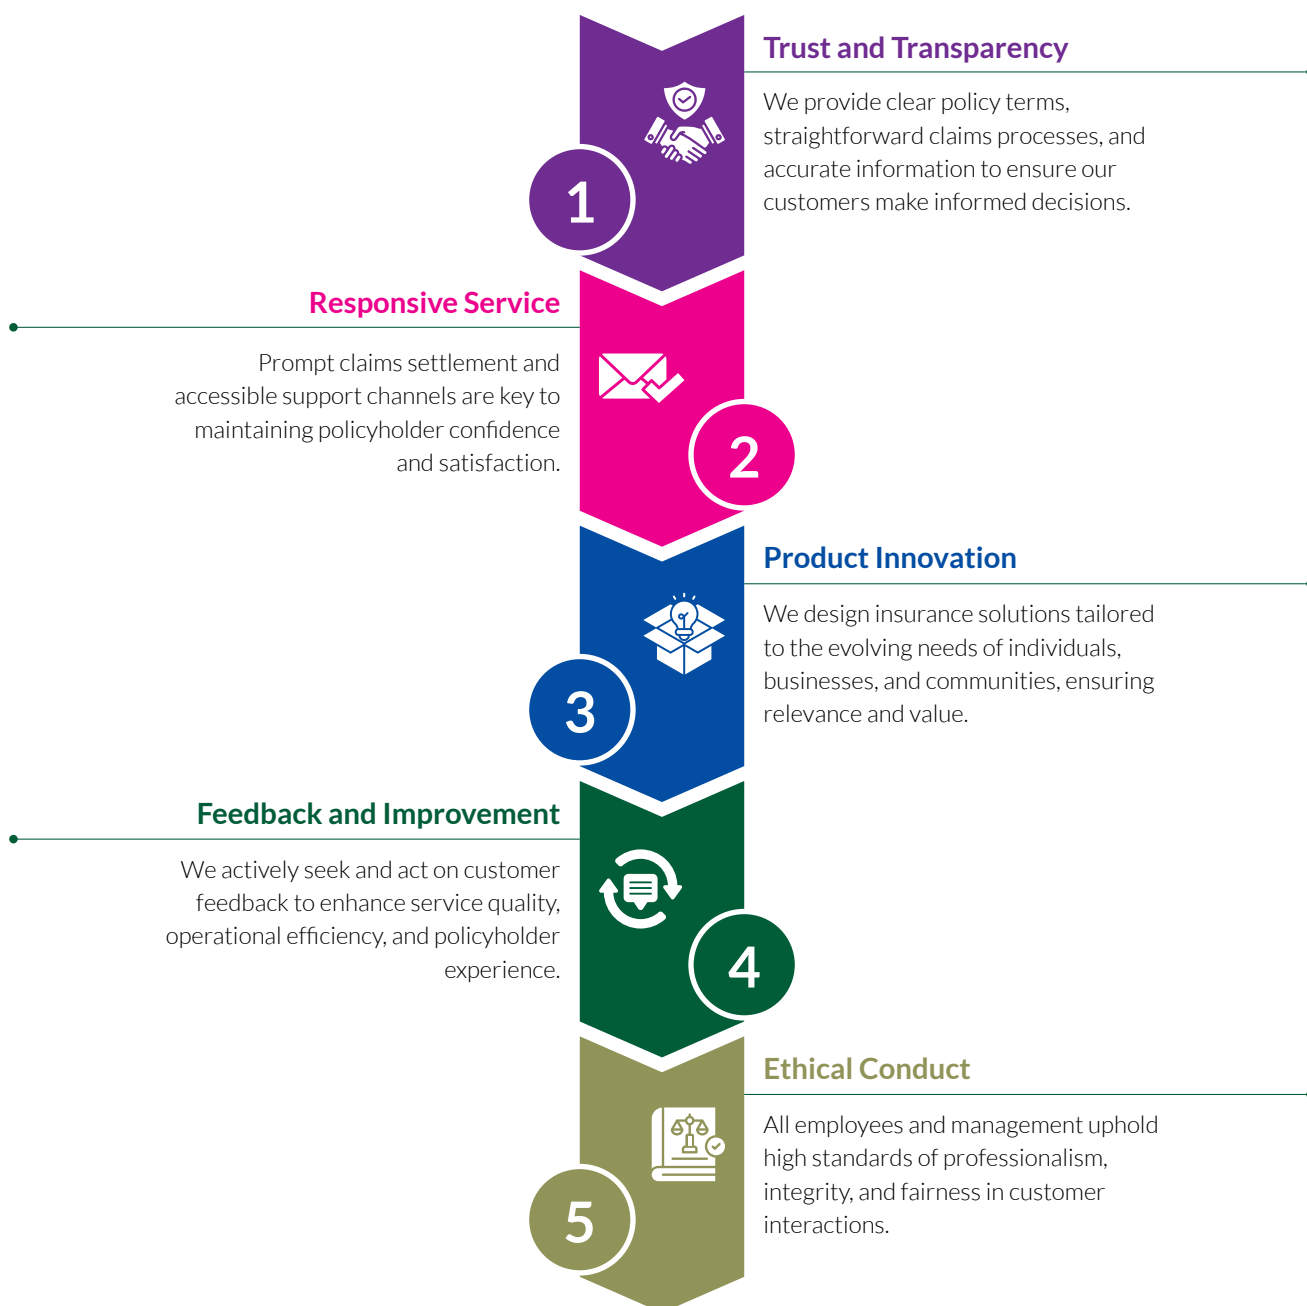 Trust and Transparency
We provide clear policy terms,
straightforward claims processes, and
accurate information to ensure our
customers make informed decisions.
1
Responsive Service
Prompt claims settlement and
accessible support channels are key to
maintaining policyholder confidence
and satisfaction.
2
Product Innovation
We design insurance solutions tailored
to the evolving needs of individuals,
businesses, and communities, ensuring
relevance and value.
3
Feedback and Improvement
We actively seek and act on customer
feedback to enhance service quality,
operational efficiency, and policyholder
experience.
4
Ethical Conduct
All employees and management uphold
high standards of professionalism,
integrity, and fairness in customer
interactions.
5